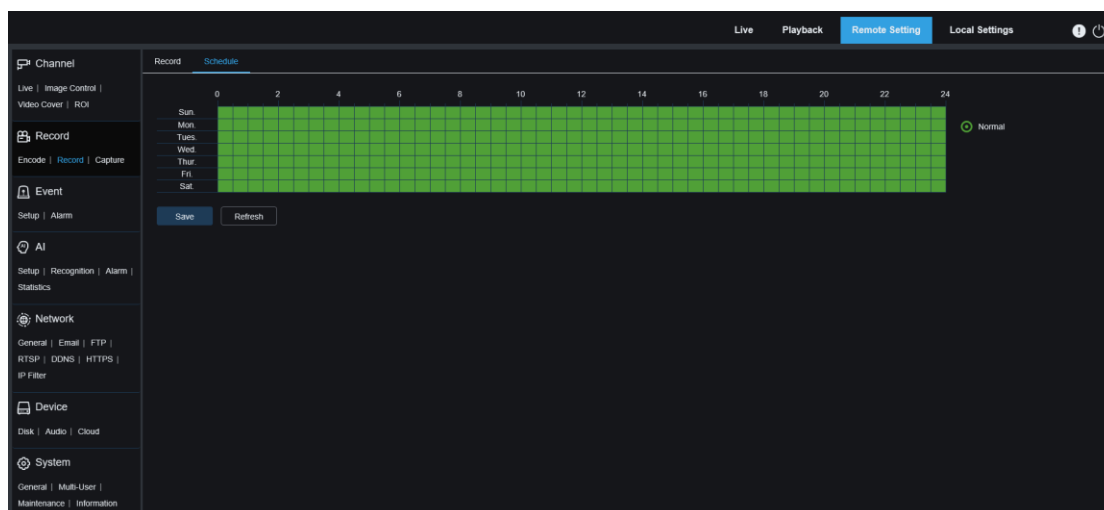 Live Playback Remote Setting Local Settings
Channel
Live | Image Control |
Video Cover | ROI
Record
Encode | Record | Capture
Event
Setup | Alarm
AI
Setup | Recognition | Alarm |
Statistics
Network
General | Email | FTP |
RTSP | DDNS | HTTPS |
IP Filter
Device
Disk | Audio | Cloud
System
General | Multi-User |
Maintenance | Information
Record Schedule
0 2 4 6 8 10 12 14 16 18 20 22 24
Sun.
Mon.
Tues.
Wed.
Thur.
Fri.
Sat.
Normal
Save Refresh